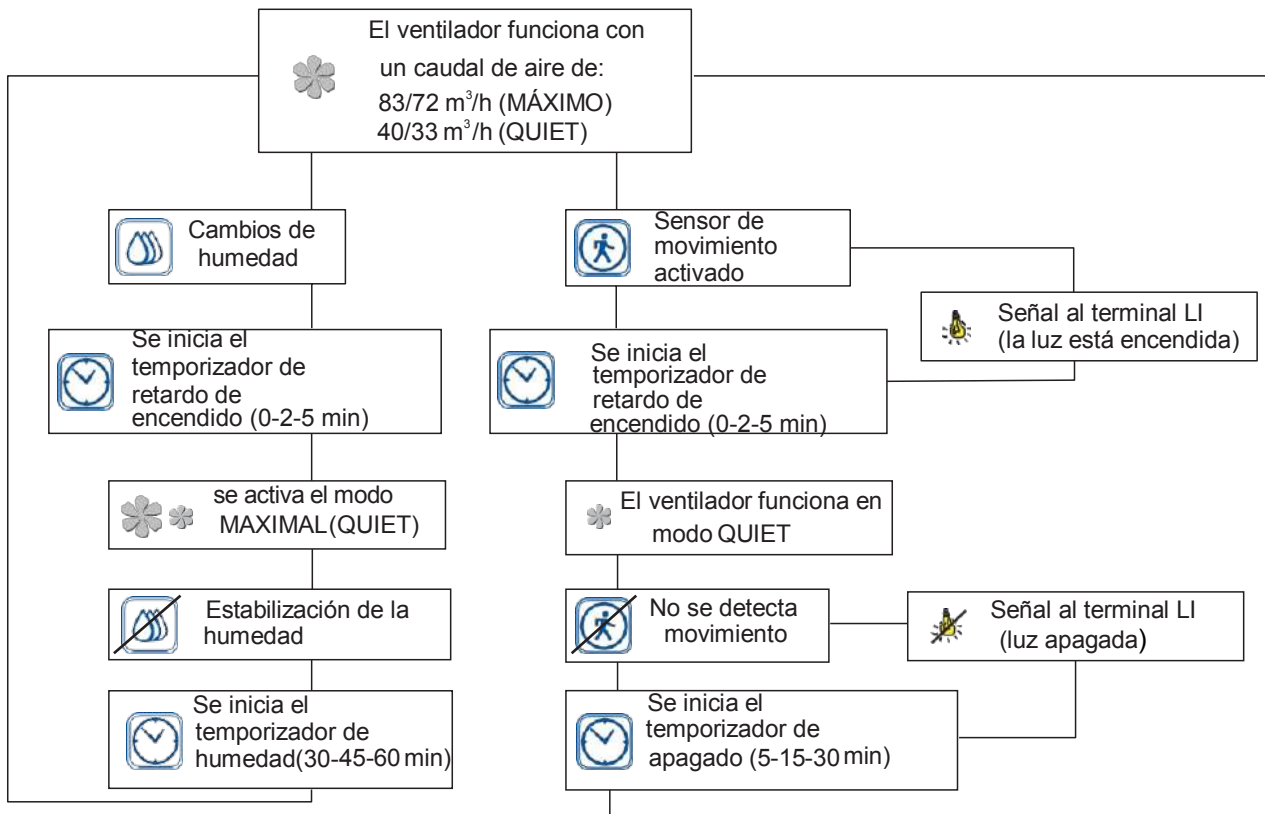 El ventilador funciona con
un caudal de aire de:
83/72 m³/h (MÁXIMO)
40/33 m³/h (QUIET)
Cambios de
humedad
Se inicia el
temporizador de
retardo de
encendido (0-2-5 min)
se activa el modo
MAXIMAL(QUIET)
Estabilización de la
humedad
Se inicia el
temporizador de
humedad(30-45-60 min)
Sensor de
movimiento
activado
Señal al terminal LI
(la luz está encendida)
Se inicia el
temporizador de
retardo de
encendido (0-2-5 min)
El ventilador funciona en
modo QUIET
No se detecta
movimiento
Señal al terminal LI
(luz apagada)
Se inicia el
temporizador de
apagado (5-15-30 min)